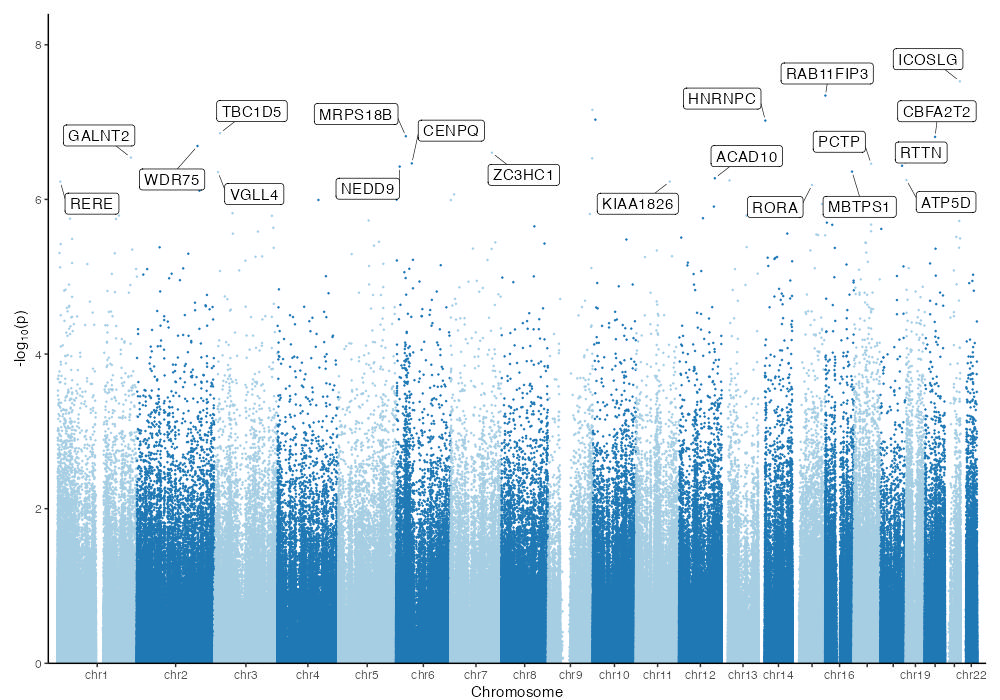 8
ICOSLG
RAB11FIP3
HNRNPC
TBC1D5
MRPS18B
CBFA2T2
GALNT2
CENPQ
PCTP
RTTN
ACAD10
WDR75
ZC3HC1
NEDD9
VGLL4
6
RERE
KIAA1826
RORA
MBTPS1
ATP5D
-log10(p)
4
2
0
chr1 chr2 chr3 chr4 chr5 chr6 chr7 chr8 chr9 chr10 chr11 chr12 chr13 chr14 chr16 chr19 chr22
Chromosome